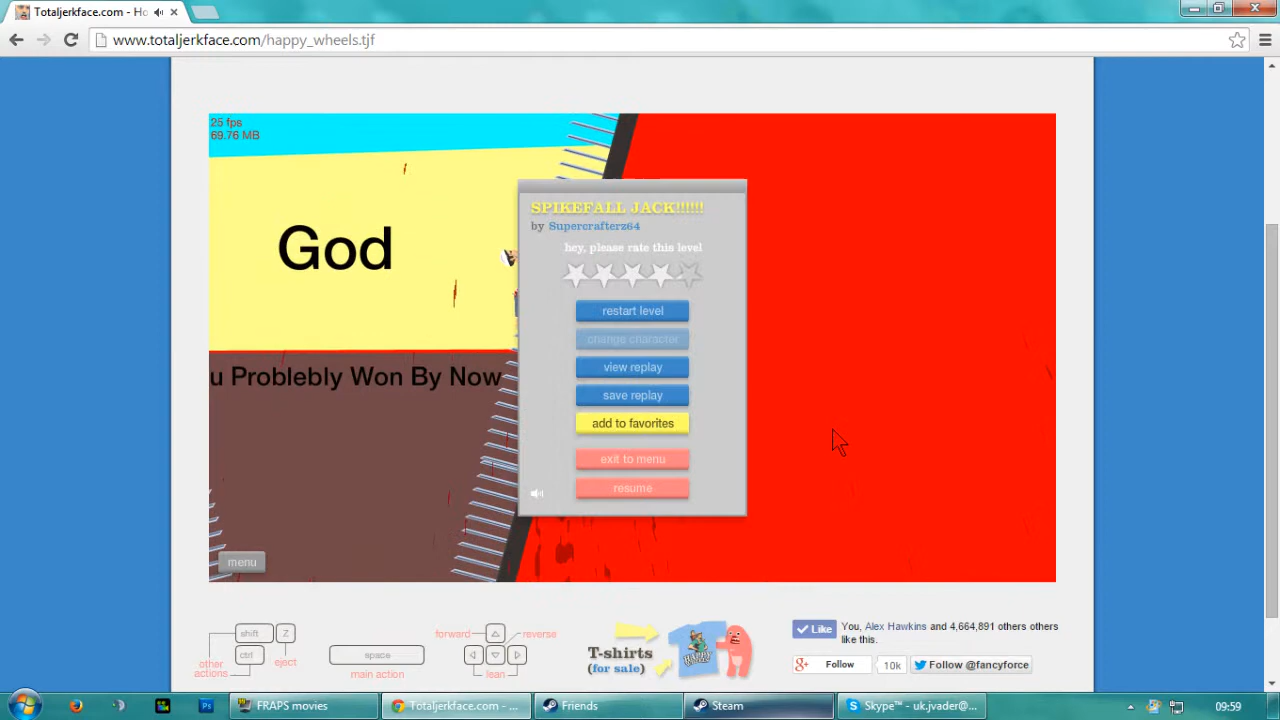 Totaljerkface.com - Ho
www.totaljerkface.com/happy_wheels.tjf
25 fps
69.76 MB
God
u Problebly Won By Now
SPIKEFALL JACK!!!!!!
by Supercrafterz64
hey, please rate this level
restart level
change character
view replay
save replay
add to favorites
exit to menu
resume
menu
shift
Z
ctrl
eject
other
actions
space
main action
forward
reverse
lean
T-shirts
(for sale)
Like
You, Alex Hawkins and 4,664,891 others others
like this.
Follow
10k
Follow @fancyforce
FRAPS movies
Totaljerkface.com - ...
Friends
Steam
Skype™ - uk.jvader@...
09:59